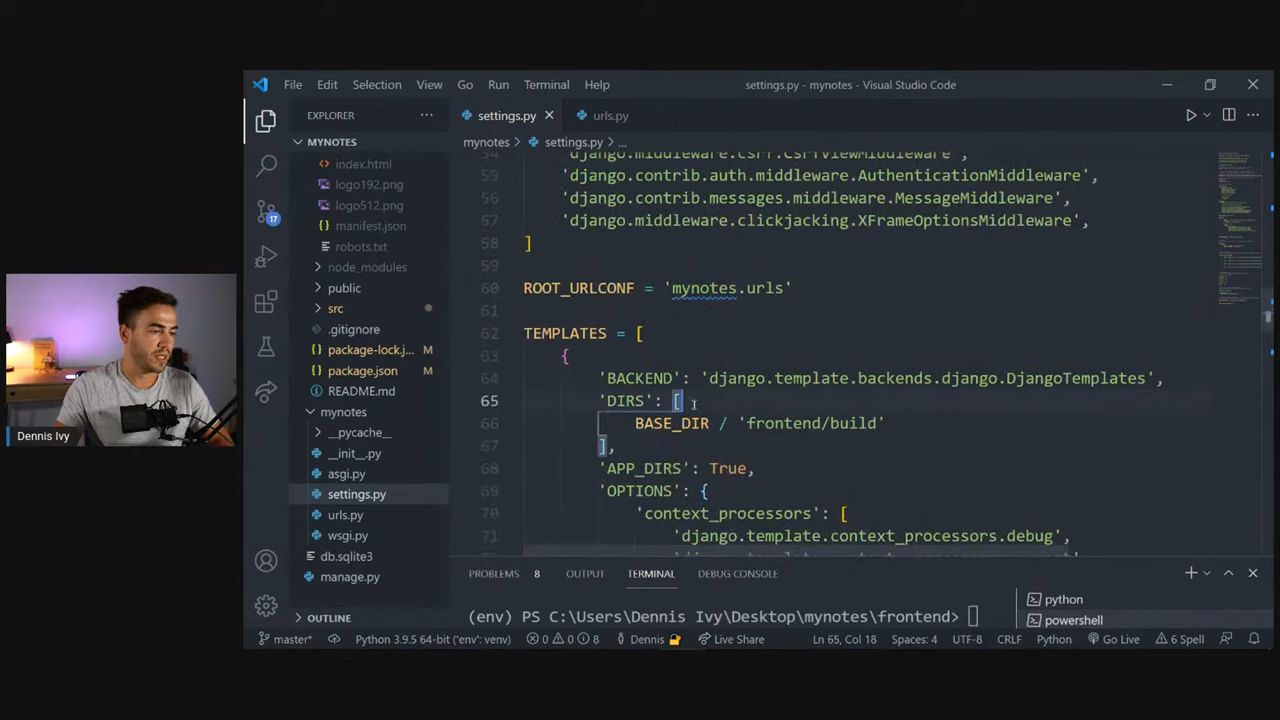 File Edit Selection View Go Run Terminal Help settings.py - mynotes - Visual Studio Code
EXPLORER
settings.py
urls.py
MYNOTES
mynotes > settings.py > ...
index.html
logo192.png
logo512.png
manifest.json
robots.txt
node_modules
public
src
.gitignore
package-lock.j... M
package.json M
README.md
mynotes
__pycache__
__init__.py
asgi.py
settings.py
urls.py
wsgi.py
db.sqlite3
manage.py
OUTLINE
17
54 'django.middleware.csrf.CsrfViewMiddleware',
55 'django.contrib.auth.middleware.AuthenticationMiddleware',
56 'django.contrib.messages.middleware.MessageMiddleware',
57 'django.middleware.clickjacking.XFrameOptionsMiddleware',
58 ]
59
60 ROOT_URLCONF = 'mynotes.urls'
61
62 TEMPLATES = [
63 {
64 'BACKEND': 'django.template.backends.django.DjangoTemplates',
65 'DIRS': [
66 BASE_DIR / 'frontend/build'
67 ],
68 'APP_DIRS': True,
69 'OPTIONS': {
70 'context_processors': [
71 'django.template.context_processors.debug',
PROBLEMS 8 OUTPUT TERMINAL DEBUG CONSOLE
(env) PS C:\Users\Dennis Ivy\Desktop\mynotes\frontend>
python
powershell
master* Python 3.9.5 64-bit ('env': venv) 0 0 8 Dennis Live Share Ln 65, Col 18 Spaces: 4 UTF-8 CRLF Python Go Live 6 Spell
Dennis Ivy